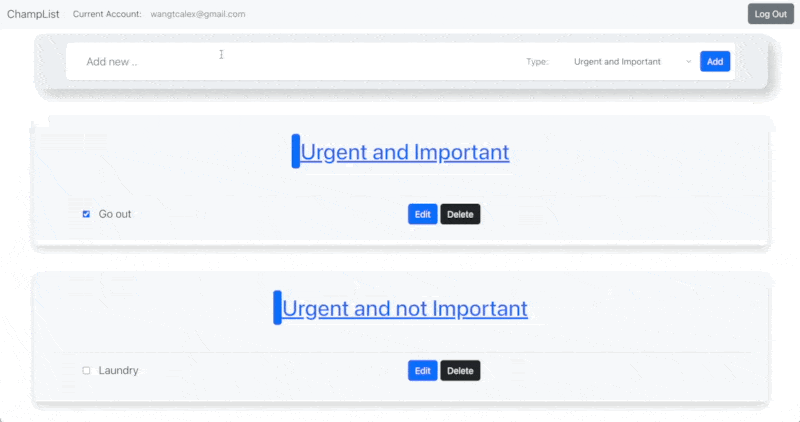 ChampList Current Account: wangtcalex@gmail.com Log Out
Add new .. Type: Urgent and Important Add
Urgent and Important
Go out Edit Delete
Urgent and not Important
Laundry Edit Delete